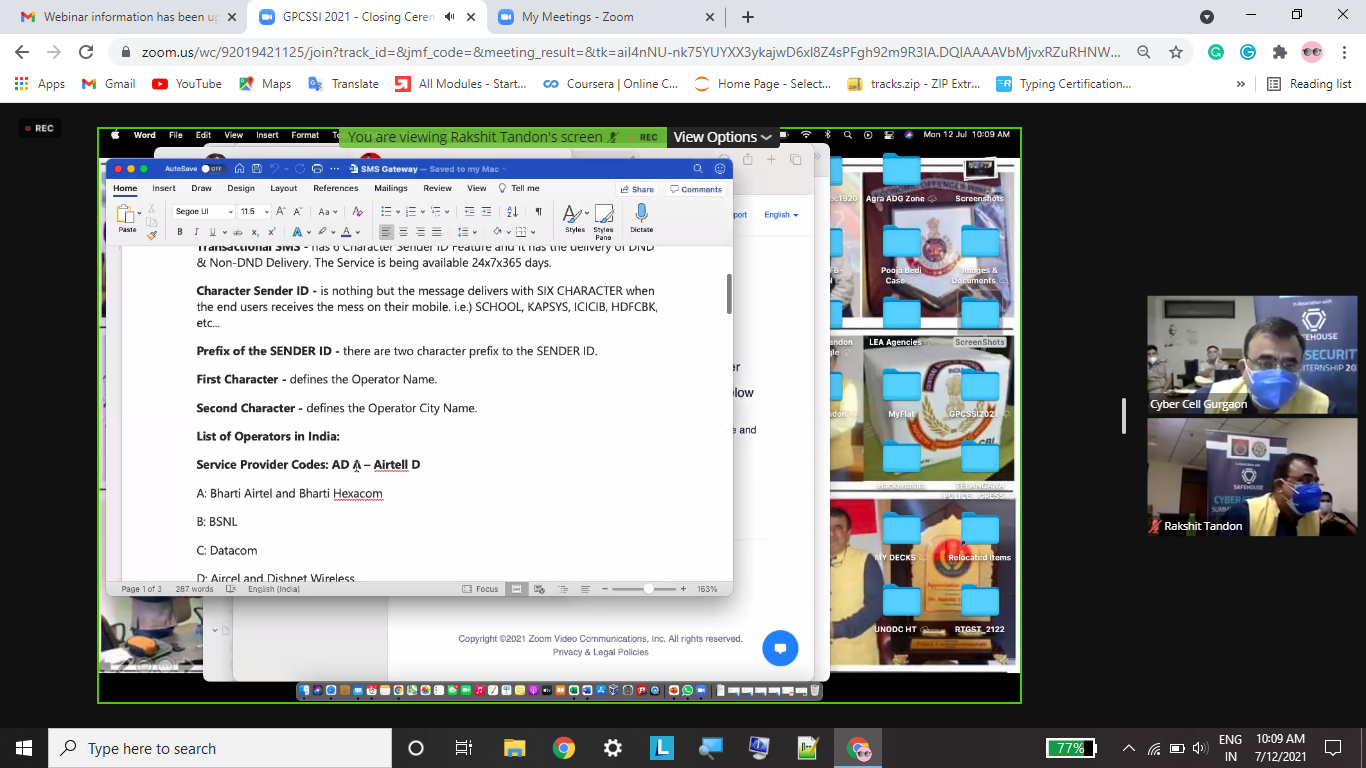 Webinar information has been up
GPCSSI 2021 - Closing Cerem
My Meetings - Zoom
zoom.us/wc/92019421125/join?track_id=&jmf_code=&meeting_result=&tk=ail4nNU-nk75YUYXX3ykajwD6xl8Z4sPFgh92m9R3IA.DQIAAAAVbMjvxRZuRHNW...
Apps
Gmail
YouTube
Maps
Translate
All Modules - Start...
Coursera | Online C...
Home Page - Select...
tracks.zip - ZIP Extr...
Typing Certification...
»
Reading list
REC
You are viewing Rakshit Tandon's screen
REC
View Options
Word File Edit View Insert Format
Mon 12 Jul 10:09 AM
AutoSave OFF
SMS Gateway — Saved to my Mac
Home Insert Draw Design Layout References Mailings Review View Tell me
Share Comments
Paste
Segoe UI 11.5
Styles
Styles Pane
Dictate
Transactional SMS - has 6 Character Sender ID Feature and it has the delivery of DND
& Non-DND Delivery. The Service is being available 24x7x365 days.
Character Sender ID - is nothing but the message delivers with SIX CHARACTER when
the end users receives the mess on their mobile. i.e.) SCHOOL, KAPSYS, ICICIB, HDFCBK,
etc...
Prefix of the SENDER ID - there are two character prefix to the SENDER ID.
First Character - defines the Operator Name.
Second Character - defines the Operator City Name.
List of Operators in India:
Service Provider Codes: AD A – Airtell D
A: Bharti Airtel and Bharti Hexacom
B: BSNL
C: Datacom
D: Aircel and Dishnet Wireless
Page 1 of 3 287 words English (India)
Focus
163%
port
English
er
low
e and
Copyright ©2021 Zoom Video Communications, Inc. All rights reserved.
Privacy & Legal Policies
Agra ADG Zone
Screenshots
Pooja Bedi Case
Images & Documents
LEA Agencies
ScreenShots
MyFlat
GPCSSI2021
MY DECKS
Relocated Items
UNODC HT
RTGST_2122
Cyber Cell Gurgaon
Rakshit Tandon
Type here to search
77%
ENG
IN
10:09 AM
7/12/2021